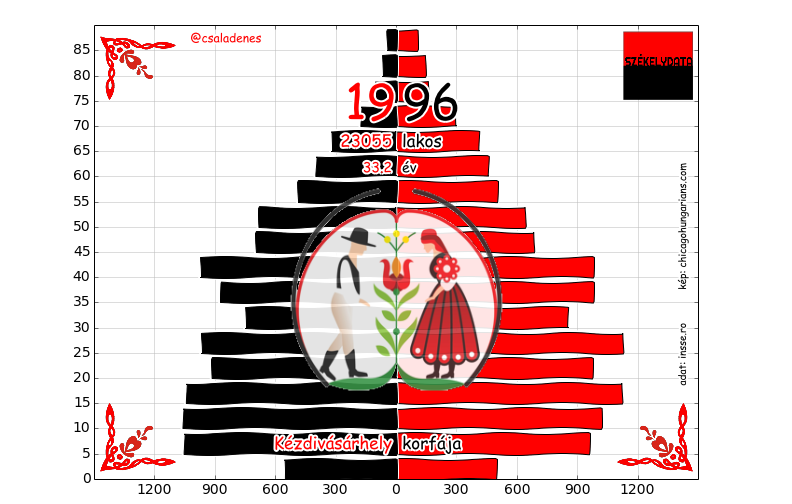 @csaladenes
SZÉKELYDATA
1996
23055 lakos
33.2 év
kép: chicagohungarians.com
adat: insse.ro
Kézdivásárhely korfája
85
80
75
70
65
60
55
50
45
40
35
30
25
20
15
10
5
0
1200 900 600 300 0 300 600 900 1200